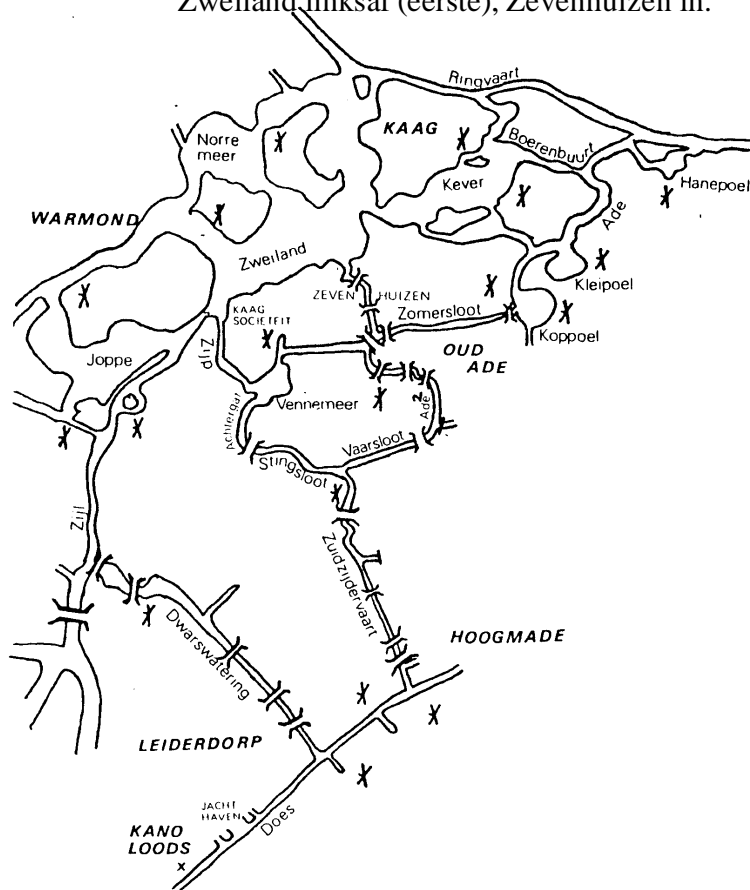 Zweiland linksaf (eerste), Zevenhuizen in.
Ringvaart
KAAG
Norre
meer
Boerenbuurt
Kever
Hanepoel
Ade
WARMOND
Zweiland
Kleipoel
ZEVEN HUIZEN
KAAG
SOCIETEIT
Zomersloot
Koppoel
Zijp
OUD
ADE
Joppe
Vennemeer
Ade 2
Achtergat
Vaarsloot
Stingsloot
Zijl
Zuidzijdervaart
HOOGMADE
Dwarswatering
LEIDERDORP
JACHT
HAVEN
Does
KANO
LOODS
x